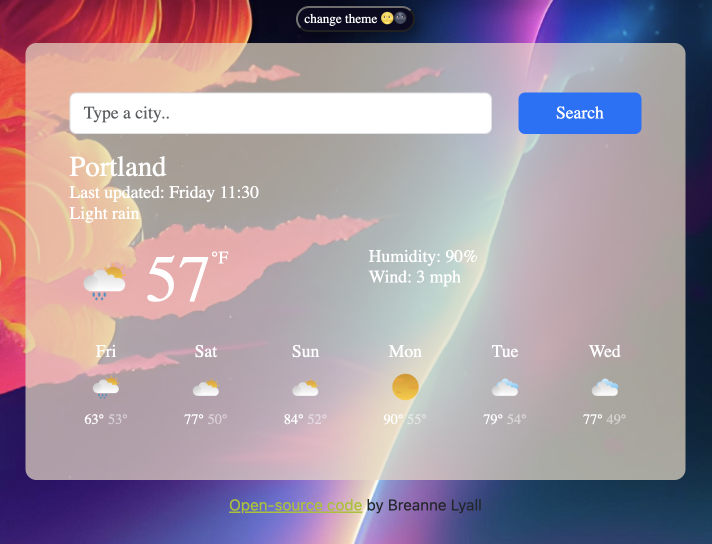 change theme 🌝🌚
Type a city..
Search
Portland
Last updated: Friday 11:30
Light rain
57°F
Humidity: 90%
Wind: 3 mph
Fri Sat Sun Mon Tue Wed
63° 53° 77° 50° 84° 52° 90° 55° 79° 54° 77° 49°
Open-source code by Breanne Lyall